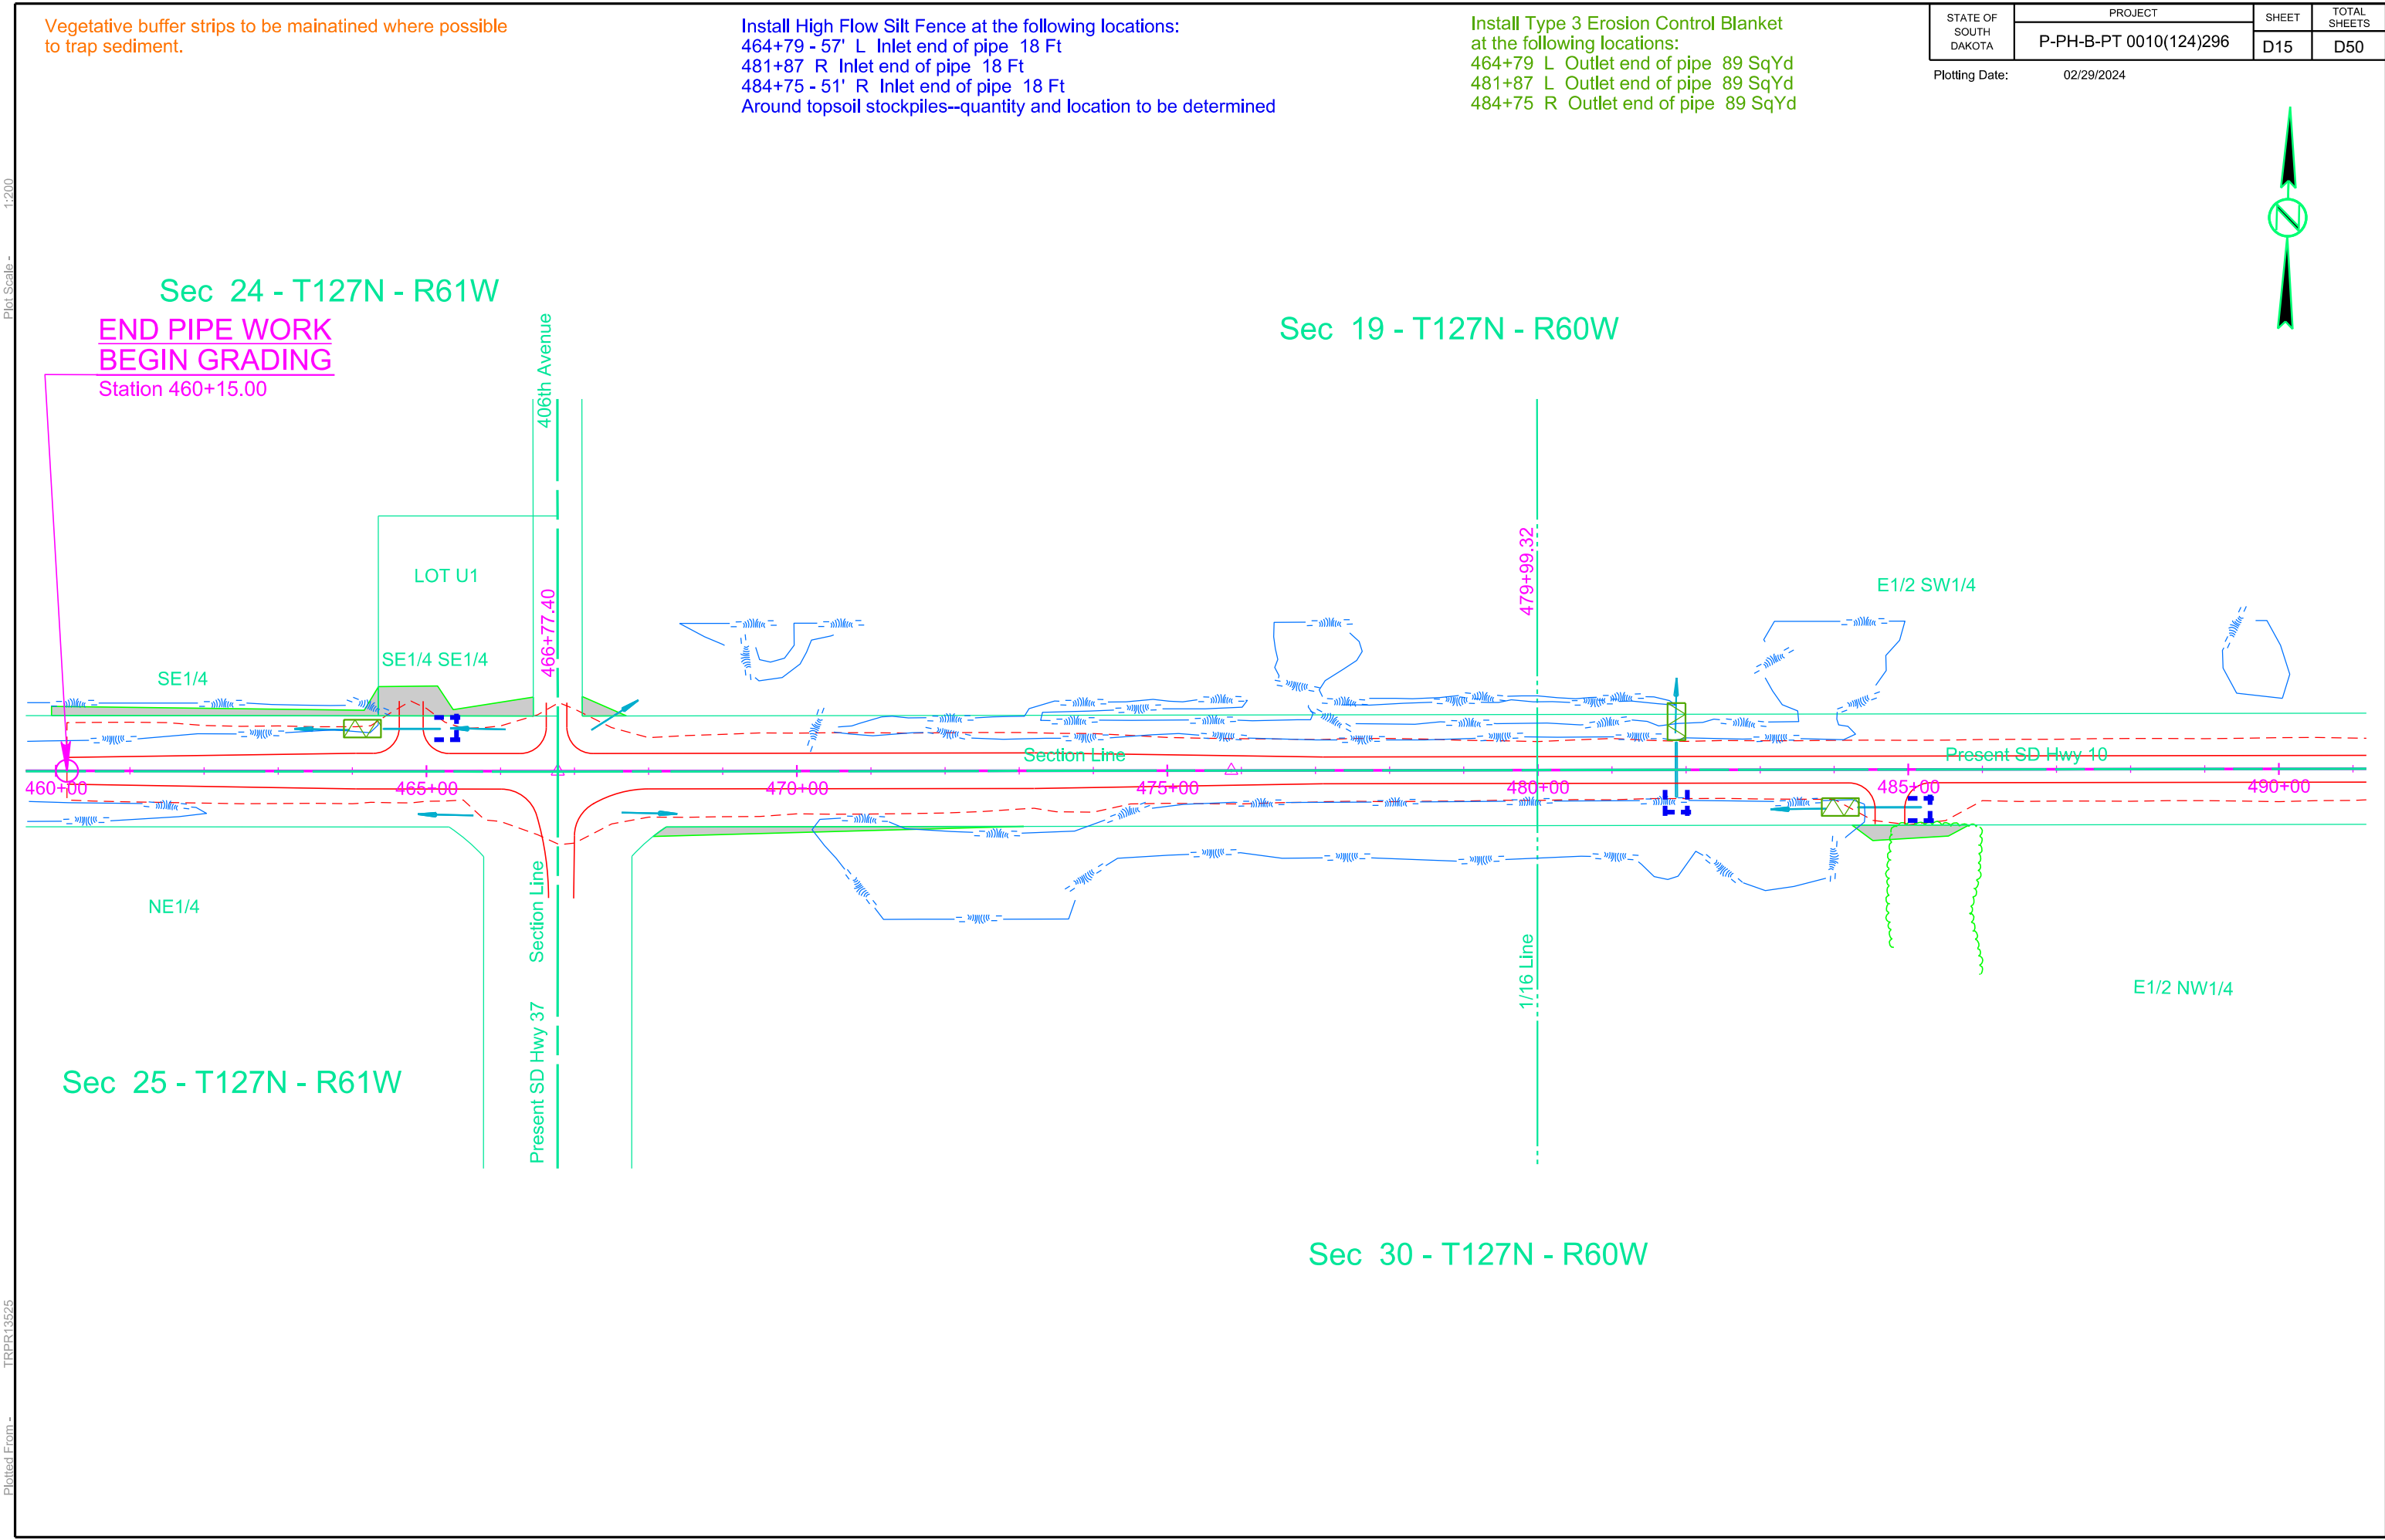 Vegetative buffer strips to be mainatined where possible
to trap sediment.
Install High Flow Silt Fence at the following locations:
464+79 - 57' L Inlet end of pipe 18 Ft
481+87 R Inlet end of pipe 18 Ft
484+75 - 51' R Inlet end of pipe 18 Ft
Around topsoil stockpiles--quantity and location to be determined
Install Type 3 Erosion Control Blanket
at the following locations:
464+79 L Outlet end of pipe 89 SqYd
481+87 L Outlet end of pipe 89 SqYd
484+75 R Outlet end of pipe 89 SqYd
STATE OF
SOUTH
DAKOTA
PROJECT
P-PH-B-PT 0010(124)296
SHEET
D15
TOTAL
SHEETS
D50
Plotting Date: 02/29/2024
N
Plot Scale - 1:200
Sec 24 - T127N - R61W
END PIPE WORK
BEGIN GRADING
Station 460+15.00
406th Avenue
Sec 19 - T127N - R60W
LOT U1
466+77.40
479+99.32
E1/2 SW1/4
SE1/4
SE1/4 SE1/4
Section Line
Present SD Hwy 10
460+00
465+00
470+00
475+00
480+00
485+00
490+00
NE1/4
Section Line
Present SD Hwy 37
1/16 Line
E1/2 NW1/4
Sec 25 - T127N - R61W
Sec 30 - T127N - R60W
Plotted From - TRPR13525